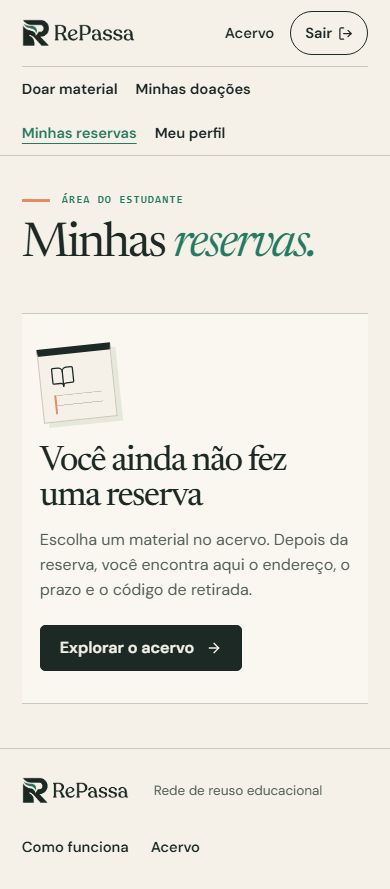 RePassa
Acervo
Sair
Doar material
Minhas doações
Minhas reservas
Meu perfil
ÁREA DO ESTUDANTE
Minhas reservas.
Você ainda não fez
uma reserva
Escolha um material no acervo. Depois da
reserva, você encontra aqui o endereço, o
prazo e o código de retirada.
Explorar o acervo
RePassa
Rede de reuso educacional
Como funciona
Acervo